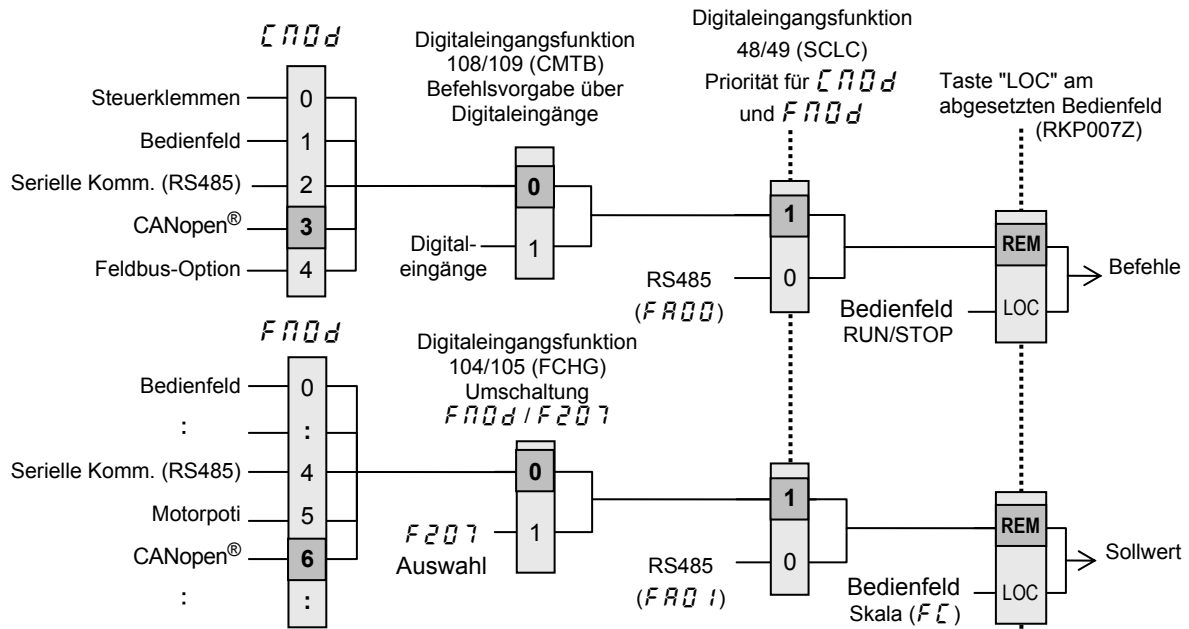 CMOd
Steuerklemmen
0
Bedienfeld
1
Serielle Komm. (RS485)
2
CANopen®
3
Feldbus-Option
4
Digitaleingangsfunktion
108/109 (CMTB)
Befehlsvorgabe über
Digitaleingänge
0
Digital-
eingänge
1
Digitaleingangsfunktion
48/49 (SCLC)
Priorität für CMOd
und FMOd
1
RS485
(FA00)
0
Taste "LOC" am
abgesetzten Bedienfeld
(RKP007Z)
REM
Bedienfeld
RUN/STOP
LOC
Befehle
FMOd
Bedienfeld
0
:
:
Serielle Komm. (RS485)
4
Motorpoti
5
CANopen®
6
:
:
Digitaleingangsfunktion
104/105 (FCHG)
Umschaltung
FMOd / F207
0
F207
Auswahl
1
1
RS485
(FA01)
0
REM
Bedienfeld
Skala (FC)
LOC
Sollwert